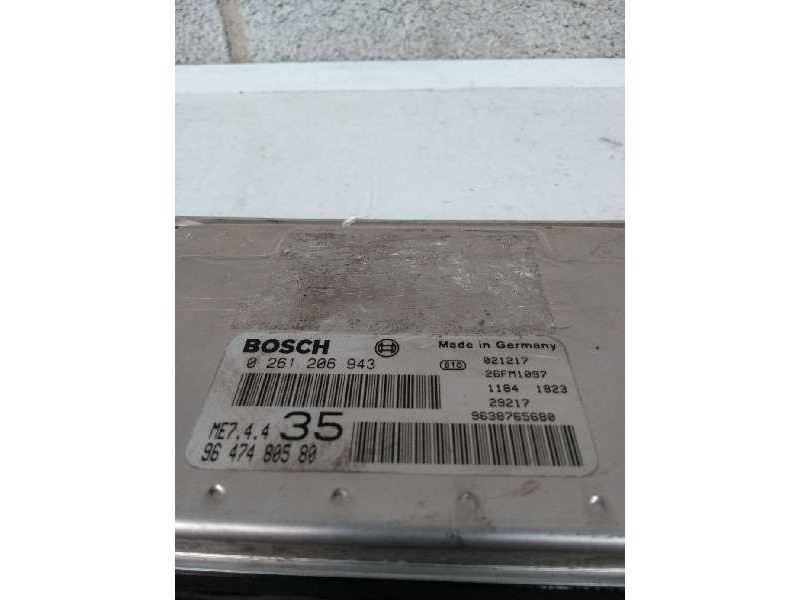 BOSCH
Made in Germany
0 261 206 943
010
021217
26FM1097
1184 1823
29217
9638765680
ME7.4.4 35
96 474 805 80